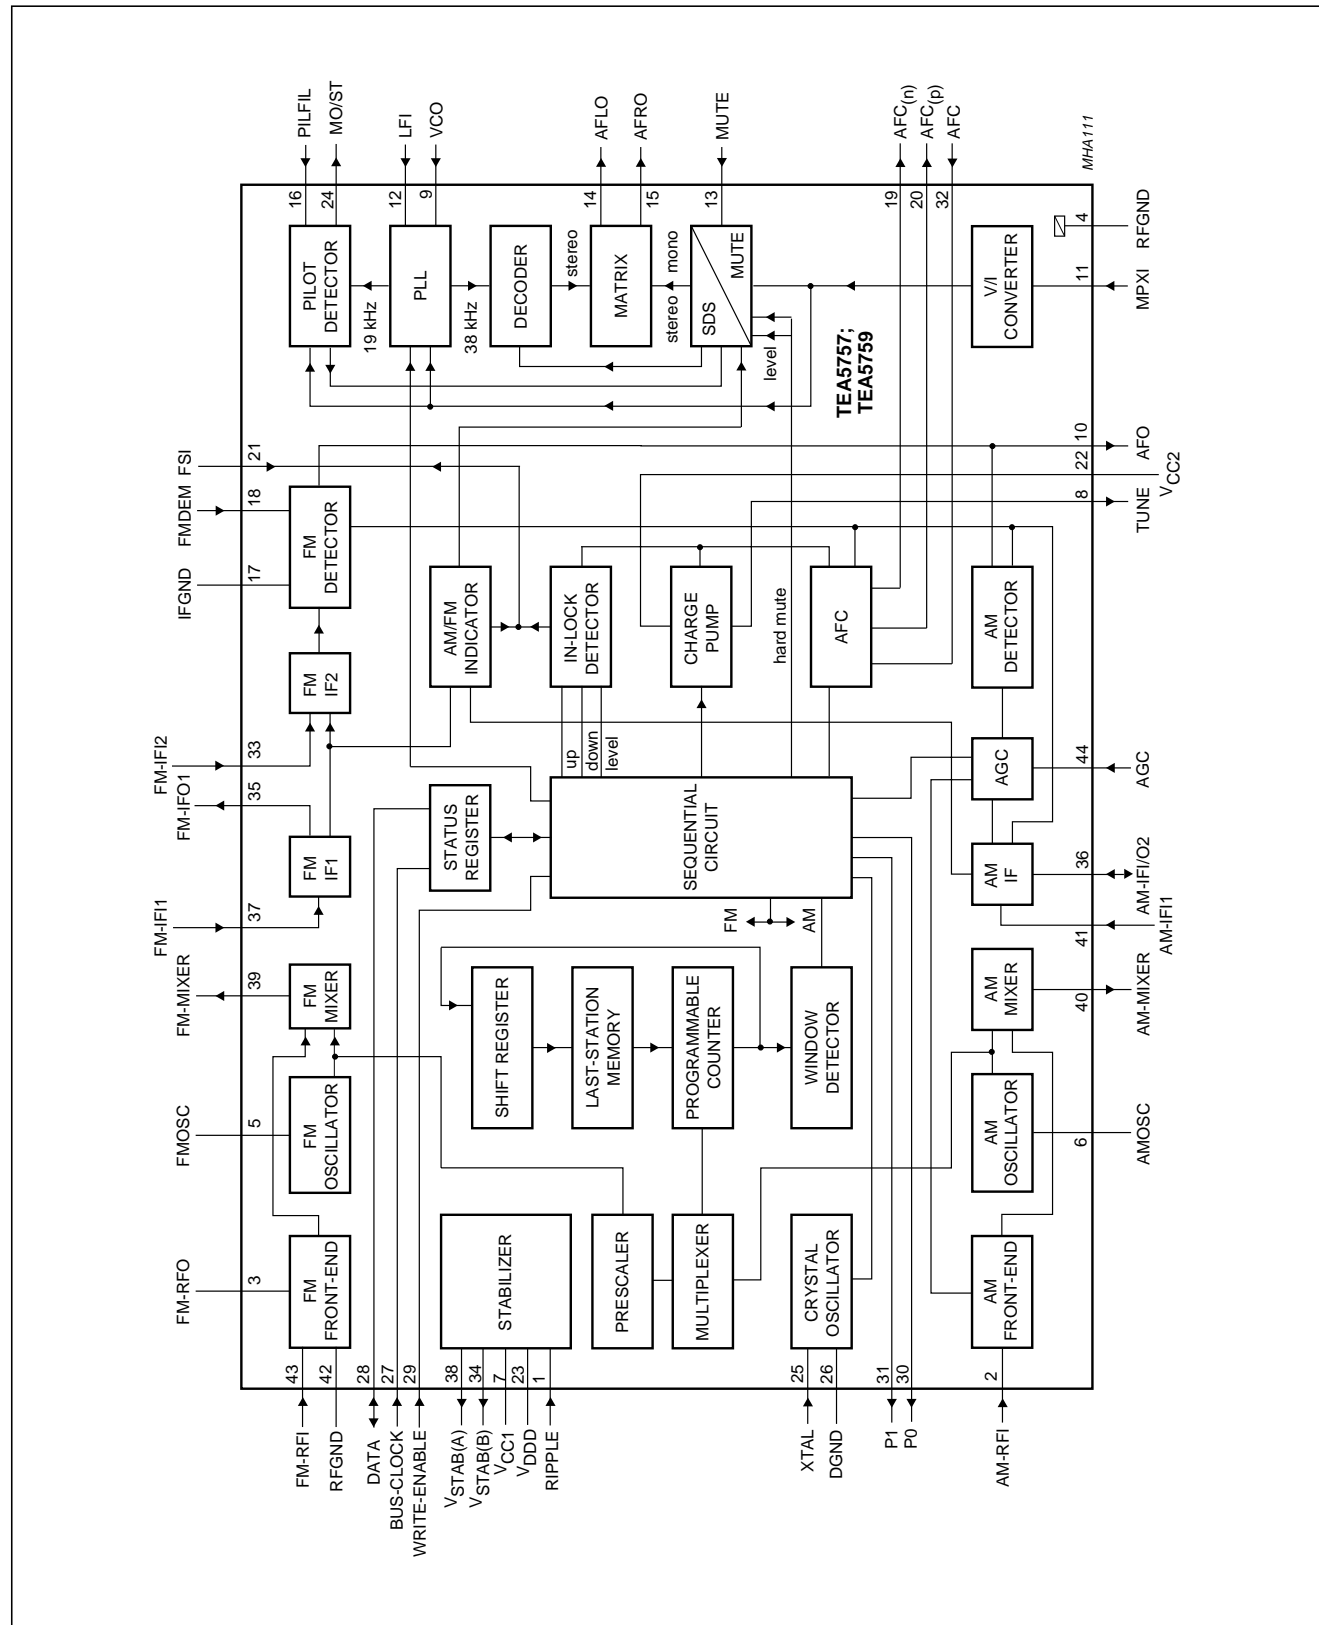 PILFIL
MO/ST
LFI
VCO
AFLO
AFRO
MUTE
AFC(n)
AFC(p)
AFC
MHA111
16
24
12
9
14
15
13
19
20
32
PILOT
DETECTOR
19 kHz
PLL
38 kHz
DECODER
stereo
MATRIX
stereo
mono
SDS
MUTE
level
TEA5757;
TEA5759
V/I
CONVERTER
4
RFGND
11
MPXI
FSI
21
FMDEM
18
IFGND
17
FM
DETECTOR
AM/FM
INDICATOR
IN-LOCK
DETECTOR
CHARGE
PUMP
hard mute
AFC
AM
DETECTOR
10
AFO
22
VCC2
8
TUNE
FM
IF2
FM-IFI2
33
FM-IFO1
35
FM
IF1
FM-IFI1
37
up
down
level
STATUS
REGISTER
SEQUENTIAL
CIRCUIT
FM
AM
AGC
44
AGC
AM
IF
36
AM-IFI/O2
41
AM-IFI1
FM-MIXER
39
FM
MIXER
SHIFT REGISTER
LAST-STATION
MEMORY
PROGRAMMABLE
COUNTER
WINDOW
DETECTOR
AM
MIXER
40
AM-MIXER
FMOSC
5
FM
OSCILLATOR
AM
OSCILLATOR
6
AMOSC
FM-RFO
3
FM
FRONT-END
STABILIZER
PRESCALER
MULTIPLEXER
CRYSTAL
OSCILLATOR
AM
FRONT-END
43
42
28
27
29
38
34
7
23
1
25
26
31
30
2
FM-RFI
RFGND
DATA
BUS-CLOCK
WRITE-ENABLE
VSTAB(A)
VSTAB(B)
VCC1
VDDD
RIPPLE
XTAL
DGND
P1
P0
AM-RFI